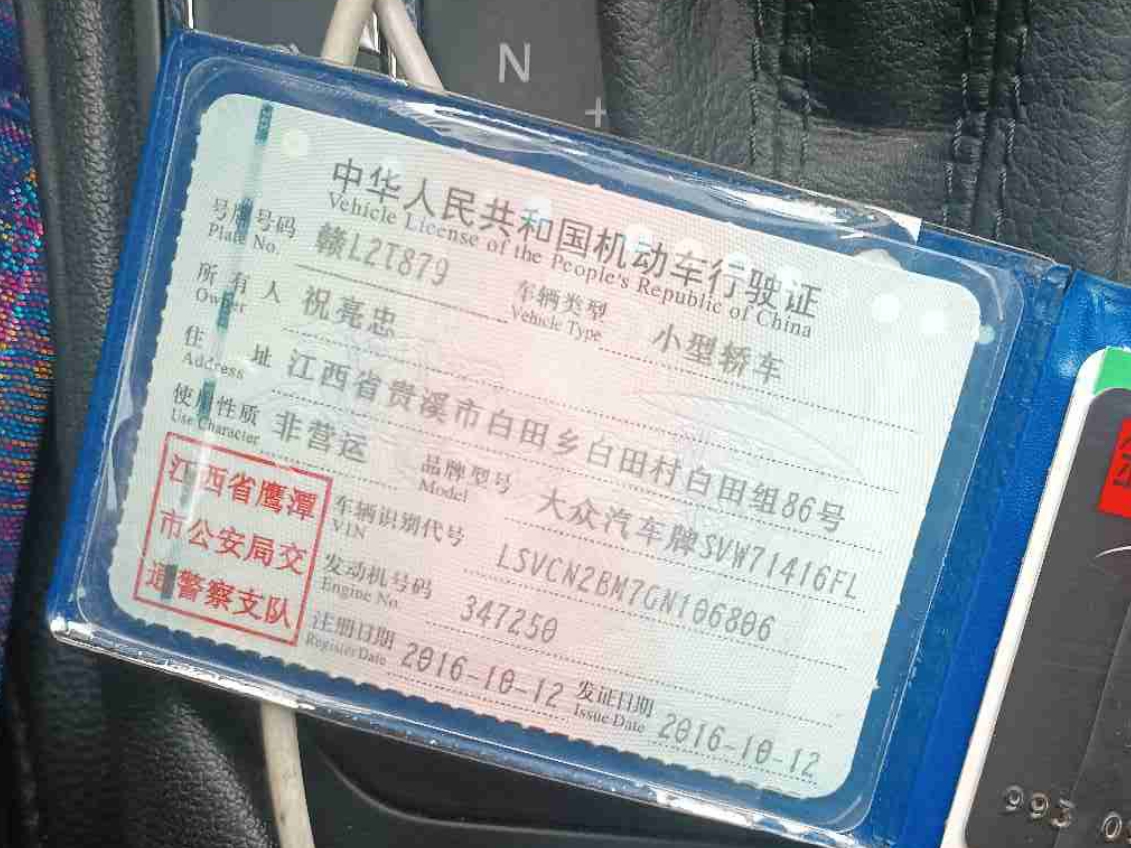 N
+
中华人民共和国机动车行驶证
Vehicle License of the People's Republic of China
号牌号码 赣L2T879 车辆类型 小型轿车
Plate No. Vehicle Type
所有人 祝亮忠
Owner
住址 江西省贵溪市白田乡白田村白田组86号
Address
使用性质 非营运 品牌型号 大众汽车牌SVW71416FL
Use Character Model
江西省鹰潭
市公安局交
通警察支队
车辆识别代号 LSVCN2BM7GN106806
VIN
发动机号码 347250
Engine No.
注册日期 2016-10-12 发证日期 2016-10-12
Register Date Issue Date
993